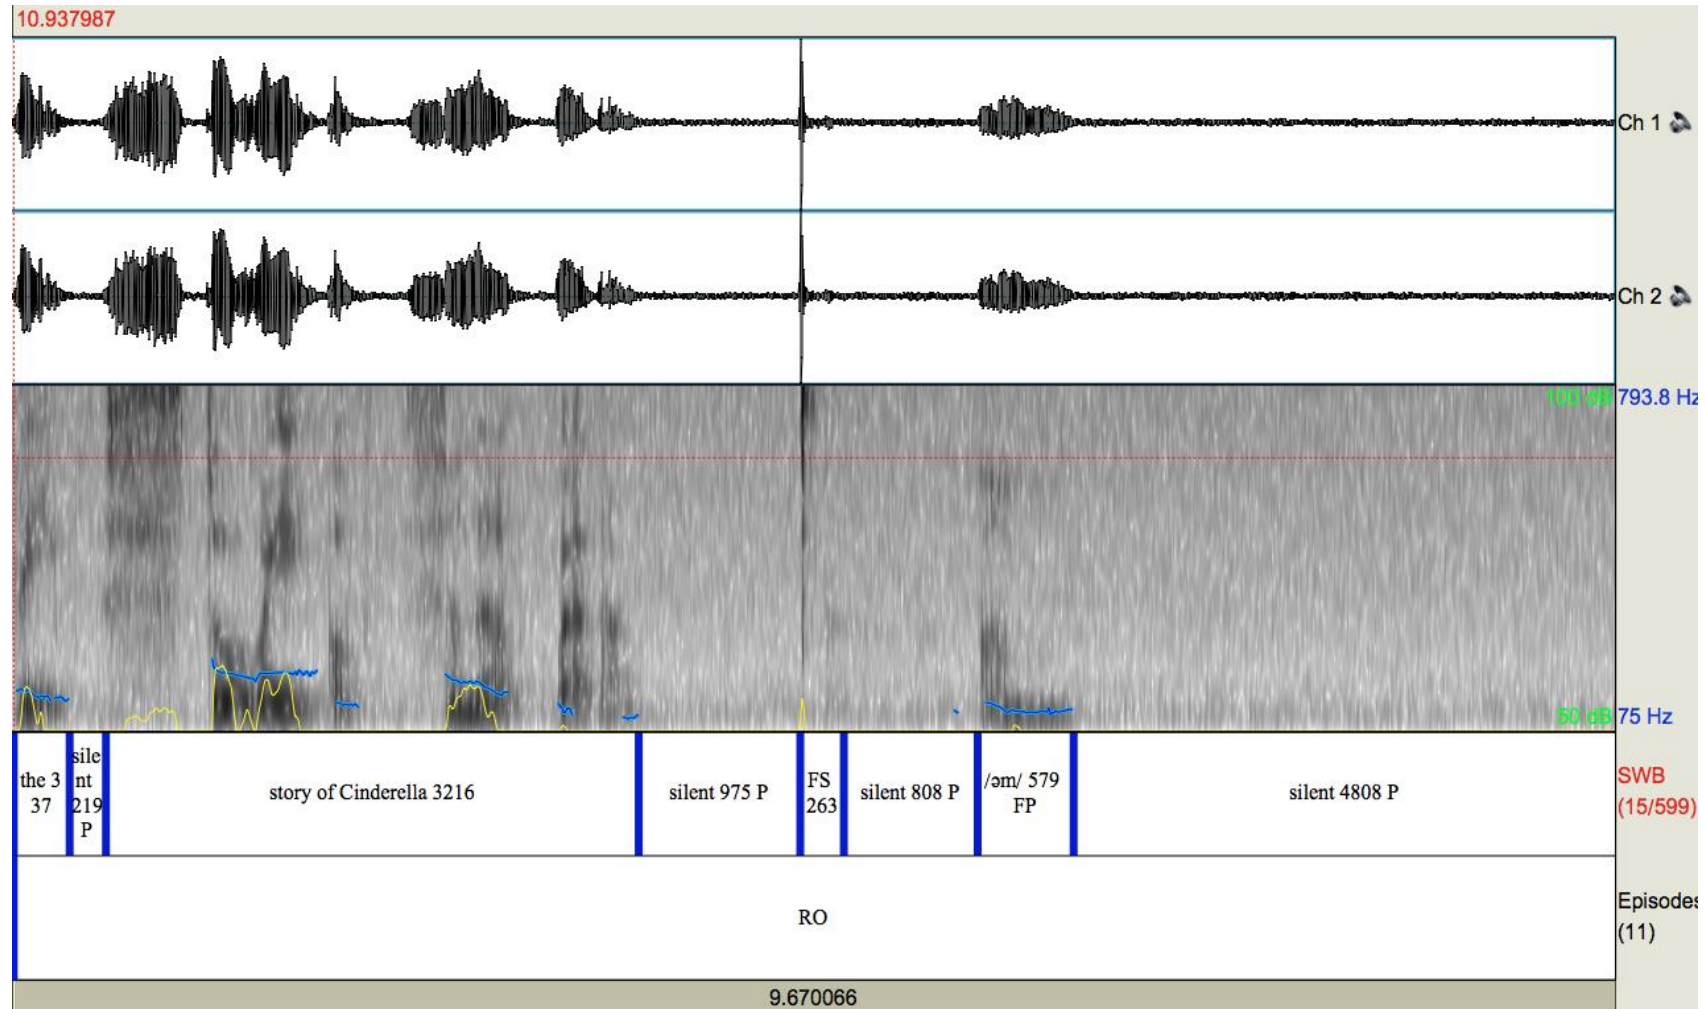 10.937987
Ch 1
Ch 2
100 dB 793.8 Hz
50 dB 75 Hz
the 3
37
sile
nt
219
P
story of Cinderella 3216
silent 975 P
FS
263
silent 808 P
/əm/ 579
FP
silent 4808 P
SWB
(15/599)
RO
Episodes
(11)
9.670066